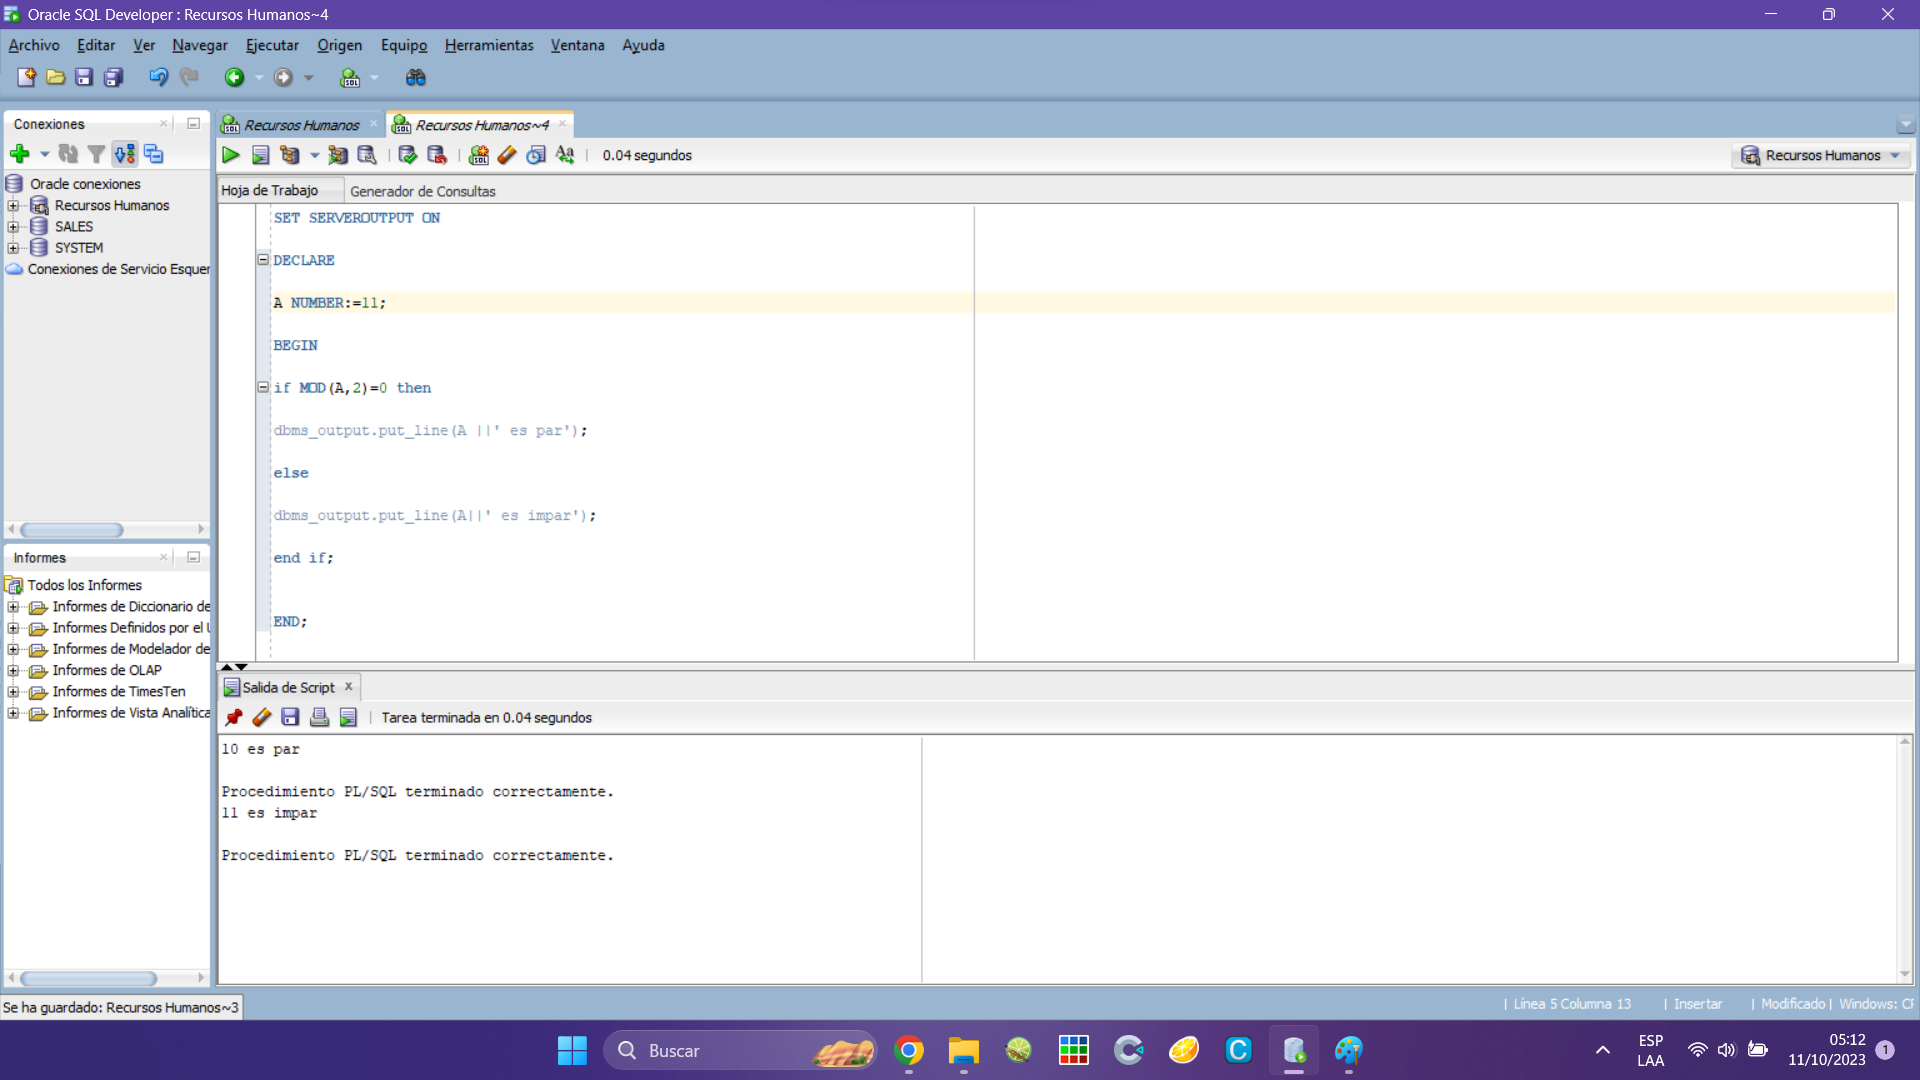 Oracle SQL Developer : Recursos Humanos~4
Archivo Editar Ver Navegar Ejecutar Origen Equipo Herramientas Ventana Ayuda
Conexiones
Oracle conexiones
Recursos Humanos
SALES
SYSTEM
Conexiones de Servicio Esquer
Informes
Todos los Informes
Informes de Diccionario de
Informes Definidos por el
Informes de Modelador de
Informes de OLAP
Informes de TimesTen
Informes de Vista Analítica
Recursos Humanos Recursos Humanos~4
0.04 segundos Recursos Humanos
Hoja de Trabajo Generador de Consultas
SET SERVEROUTPUT ON
DECLARE
A NUMBER:=11;
BEGIN
if MOD(A,2)=0 then
dbms_output.put_line(A ||' es par');
else
dbms_output.put_line(A||' es impar');
end if;
END;
Salida de Script
Tarea terminada en 0.04 segundos
10 es par
Procedimiento PL/SQL terminado correctamente.
11 es impar
Procedimiento PL/SQL terminado correctamente.
Se ha guardado: Recursos Humanos~3
| Línea 5 Columna 13 | Insertar | Modificado | Windows: CF
Buscar
ESP
LAA
05:12
11/10/2023
1